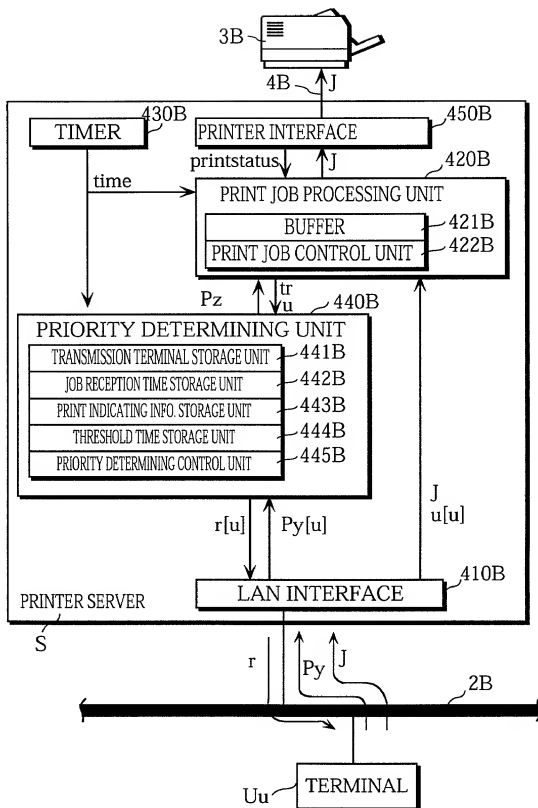 3B
4B
J
TIMER
430B
PRINTER INTERFACE
450B
printstatus
J
420B
time
PRINT JOB PROCESSING UNIT
BUFFER
421B
PRINT JOB CONTROL UNIT
422B
Pz
tr
u
440B
PRIORITY DETERMINING UNIT
TRANSMISSION TERMINAL STORAGE UNIT
441B
JOB RECEPTION TIME STORAGE UNIT
442B
PRINT INDICATING INFO. STORAGE UNIT
443B
THRESHOLD TIME STORAGE UNIT
444B
PRIORITY DETERMINING CONTROL UNIT
445B
r[u]
Py[u]
J
u[u]
LAN INTERFACE
410B
PRINTER SERVER
S
r
Py
J
2B
Uu
TERMINAL